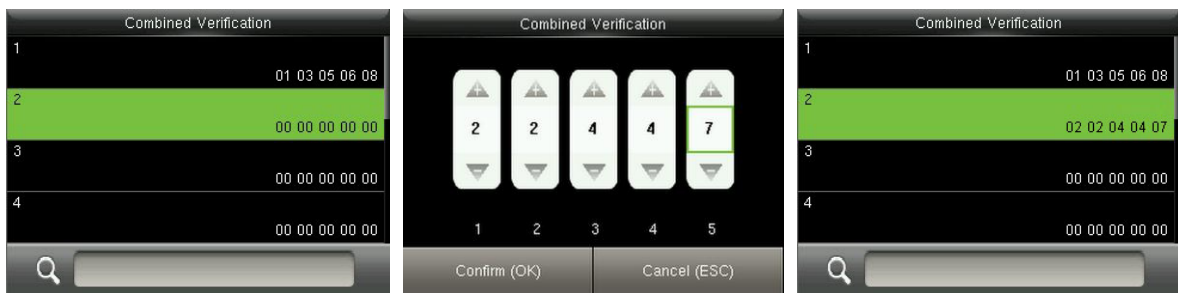 Combined Verification
1
01 03 05 06 08
2
00 00 00 00 00
3
00 00 00 00 00
4
00 00 00 00 00
Combined Verification
2 2 4 4 7
1 2 3 4 5
Confirm (OK) Cancel (ESC)
Combined Verification
1
01 03 05 06 08
2
02 02 04 04 07
3
00 00 00 00 00
4
00 00 00 00 00